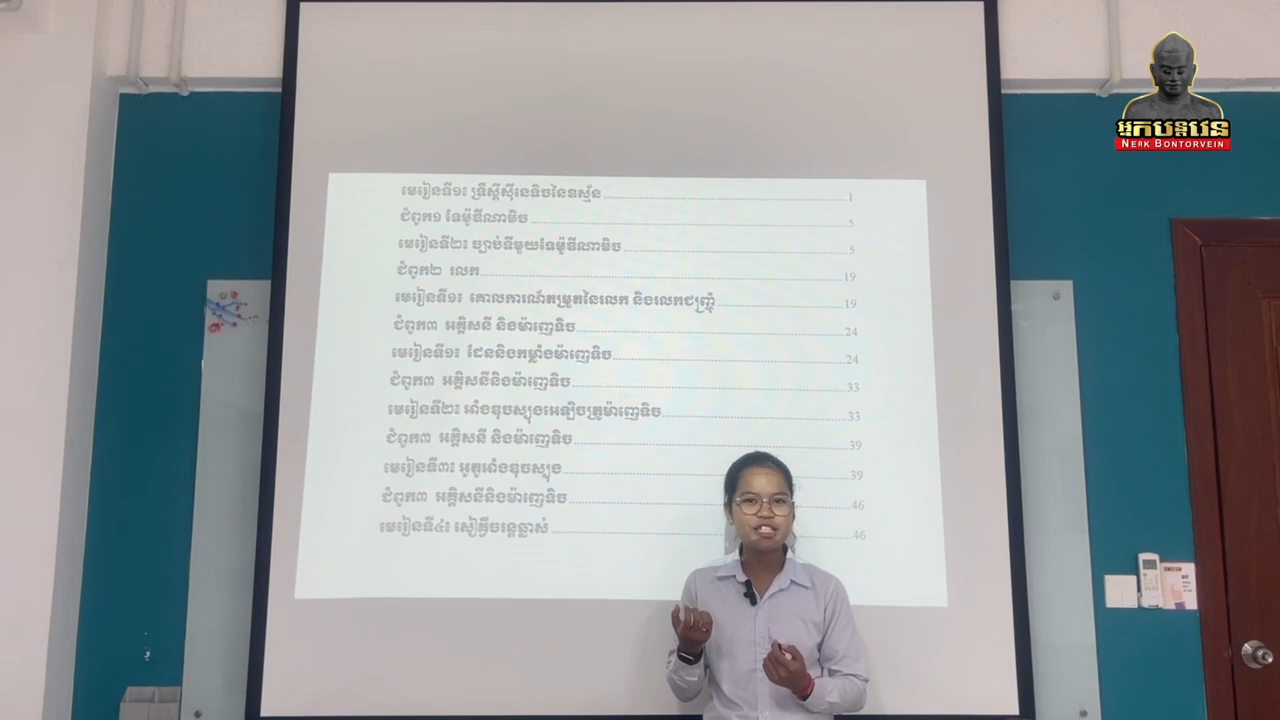 អ្នកបន្តវេន
NERK BONTORVEIN
មេរៀនទី១៖ ទ្រឹស្តីស៊ីនេទិចនៃឧស្ម័ន 1
ជំពូក១ ទែម៉ូឌីណាមិច 5
មេរៀនទី២៖ ច្បាប់ទីមួយទែម៉ូឌីណាមិច 5
ជំពូក២ រលក 19
មេរៀនទី១៖ គោលការណ៍តម្រួតនៃរលក និងរលកជញ្ជ្រុំ 19
ជំពូក៣ អគ្គិសនី និងម៉ាញេទិច 24
មេរៀនទី១៖ ដែននិងកម្លាំងម៉ាញេទិច 24
ជំពូក៣ អគ្គិសនីនិងម៉ាញេទិច 33
មេរៀនទី២៖ អាំងឌុចស្យុងអេឡិចត្រូម៉ាញេទិច 33
ជំពូក៣ អគ្គិសនី និងម៉ាញេទិច 39
មេរៀនទី៣៖ អូតូអាំងឌុចស្យុង 39
ជំពូក៣ អគ្គិសនីនិងម៉ាញេទិច 46
មេរៀនទី៤៖ សៀគ្វីចរន្តឆ្លាស់ 46